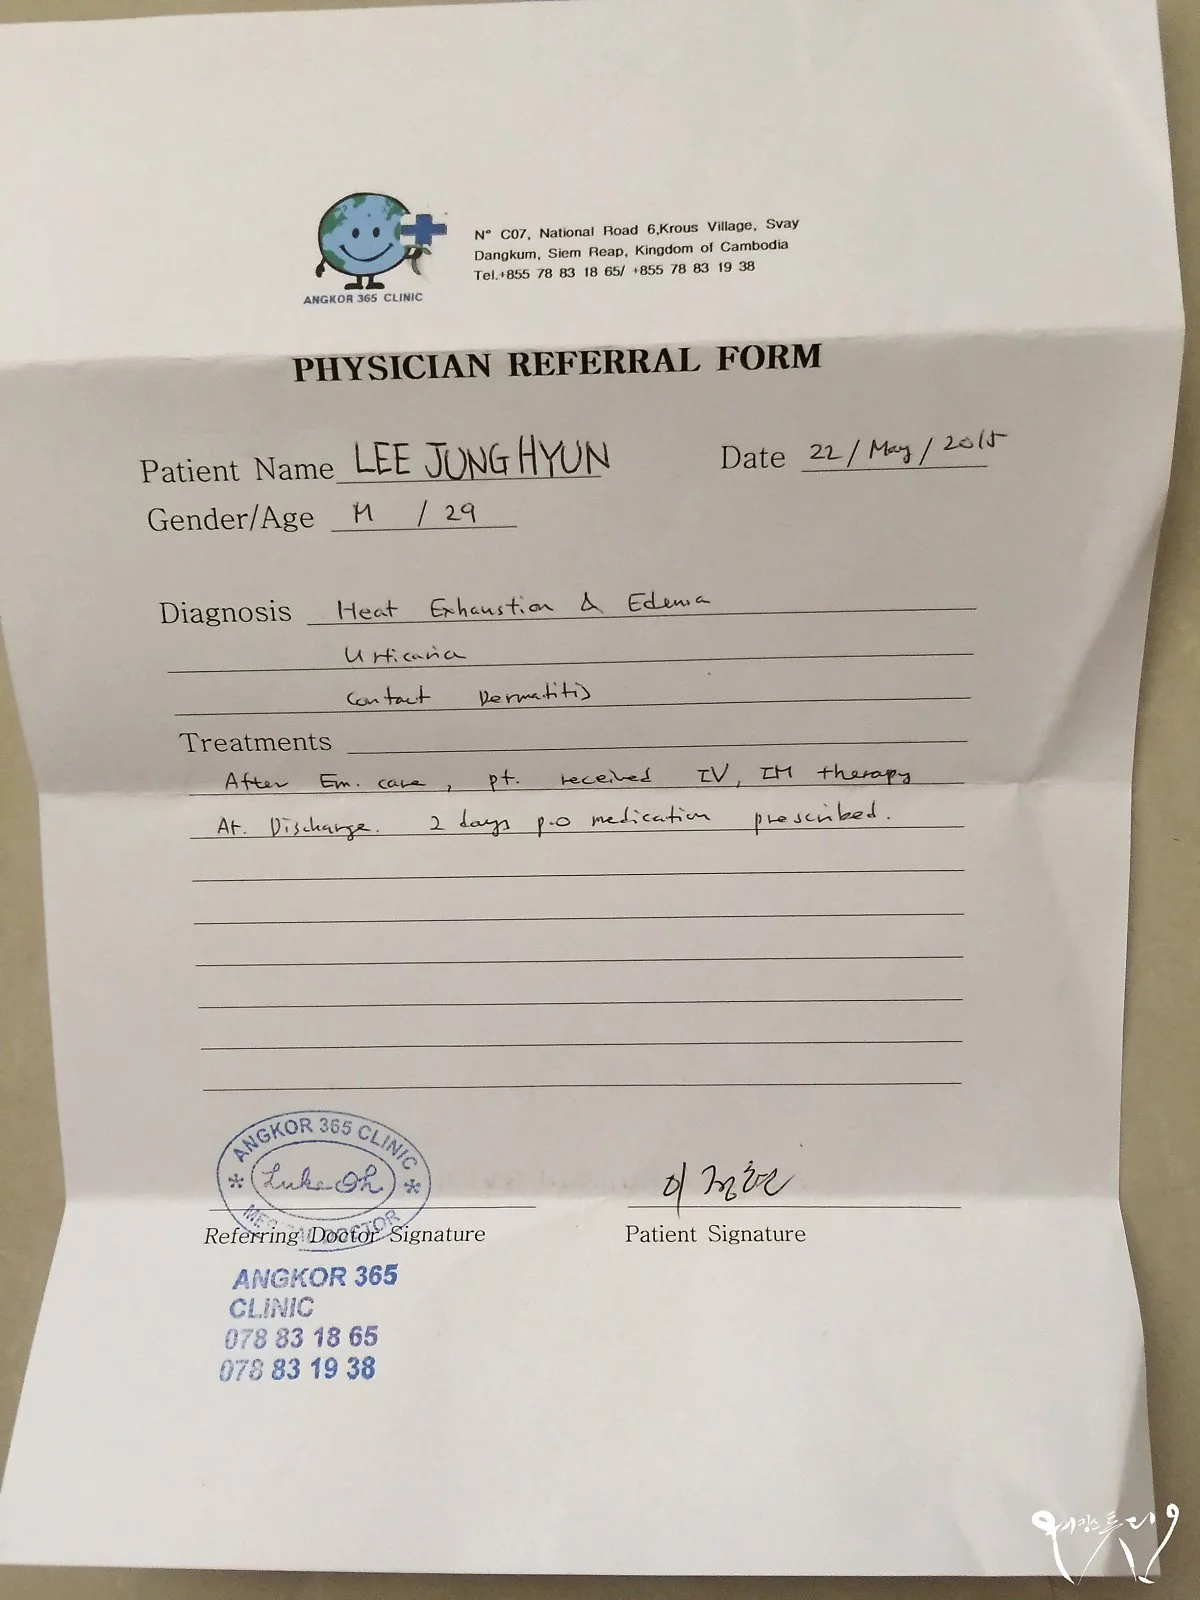 ANGKOR 365 CLINIC
N° C07, National Road 6,Krous Village, Svay
Dangkum, Siem Reap, Kingdom of Cambodia
Tel.+855 78 83 18 65/ +855 78 83 19 38
PHYSICIAN REFERRAL FORM
Patient Name LEE JUNG HYUN Date 22 / May / 2015
Gender/Age M / 29
Diagnosis Heat Exhaustion & Edema
Urticaria
Contact Dermatitis
Treatments
After Em. care, pt. received IV, IM therapy
At. Discharge. 2 days p.o medication prescribed.
ANGKOR 365 CLINIC
Luke Oh
MEDICAL DOCTOR
이정현
Referring Doctor Signature Patient Signature
ANGKOR 365
CLINIC
078 83 18 65
078 83 19 38